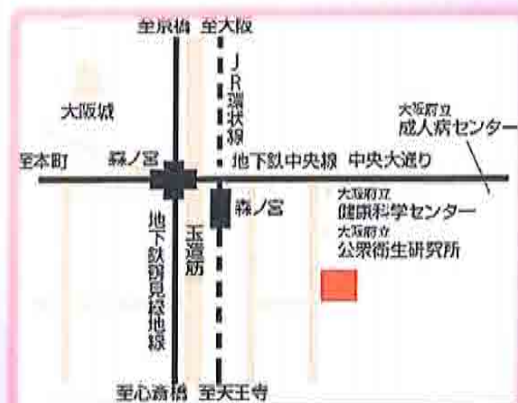 至京橋 至大阪
JR環状線
大阪城
大阪府立
成人病センター
至本町
森ノ宮
地下鉄中央線 中央大通り
森ノ宮
大阪府立
健康科学センター
大阪府立
公衆衛生研究所
玉造筋
地下鉄鶴見緑地線
至心斎橋 至天王寺